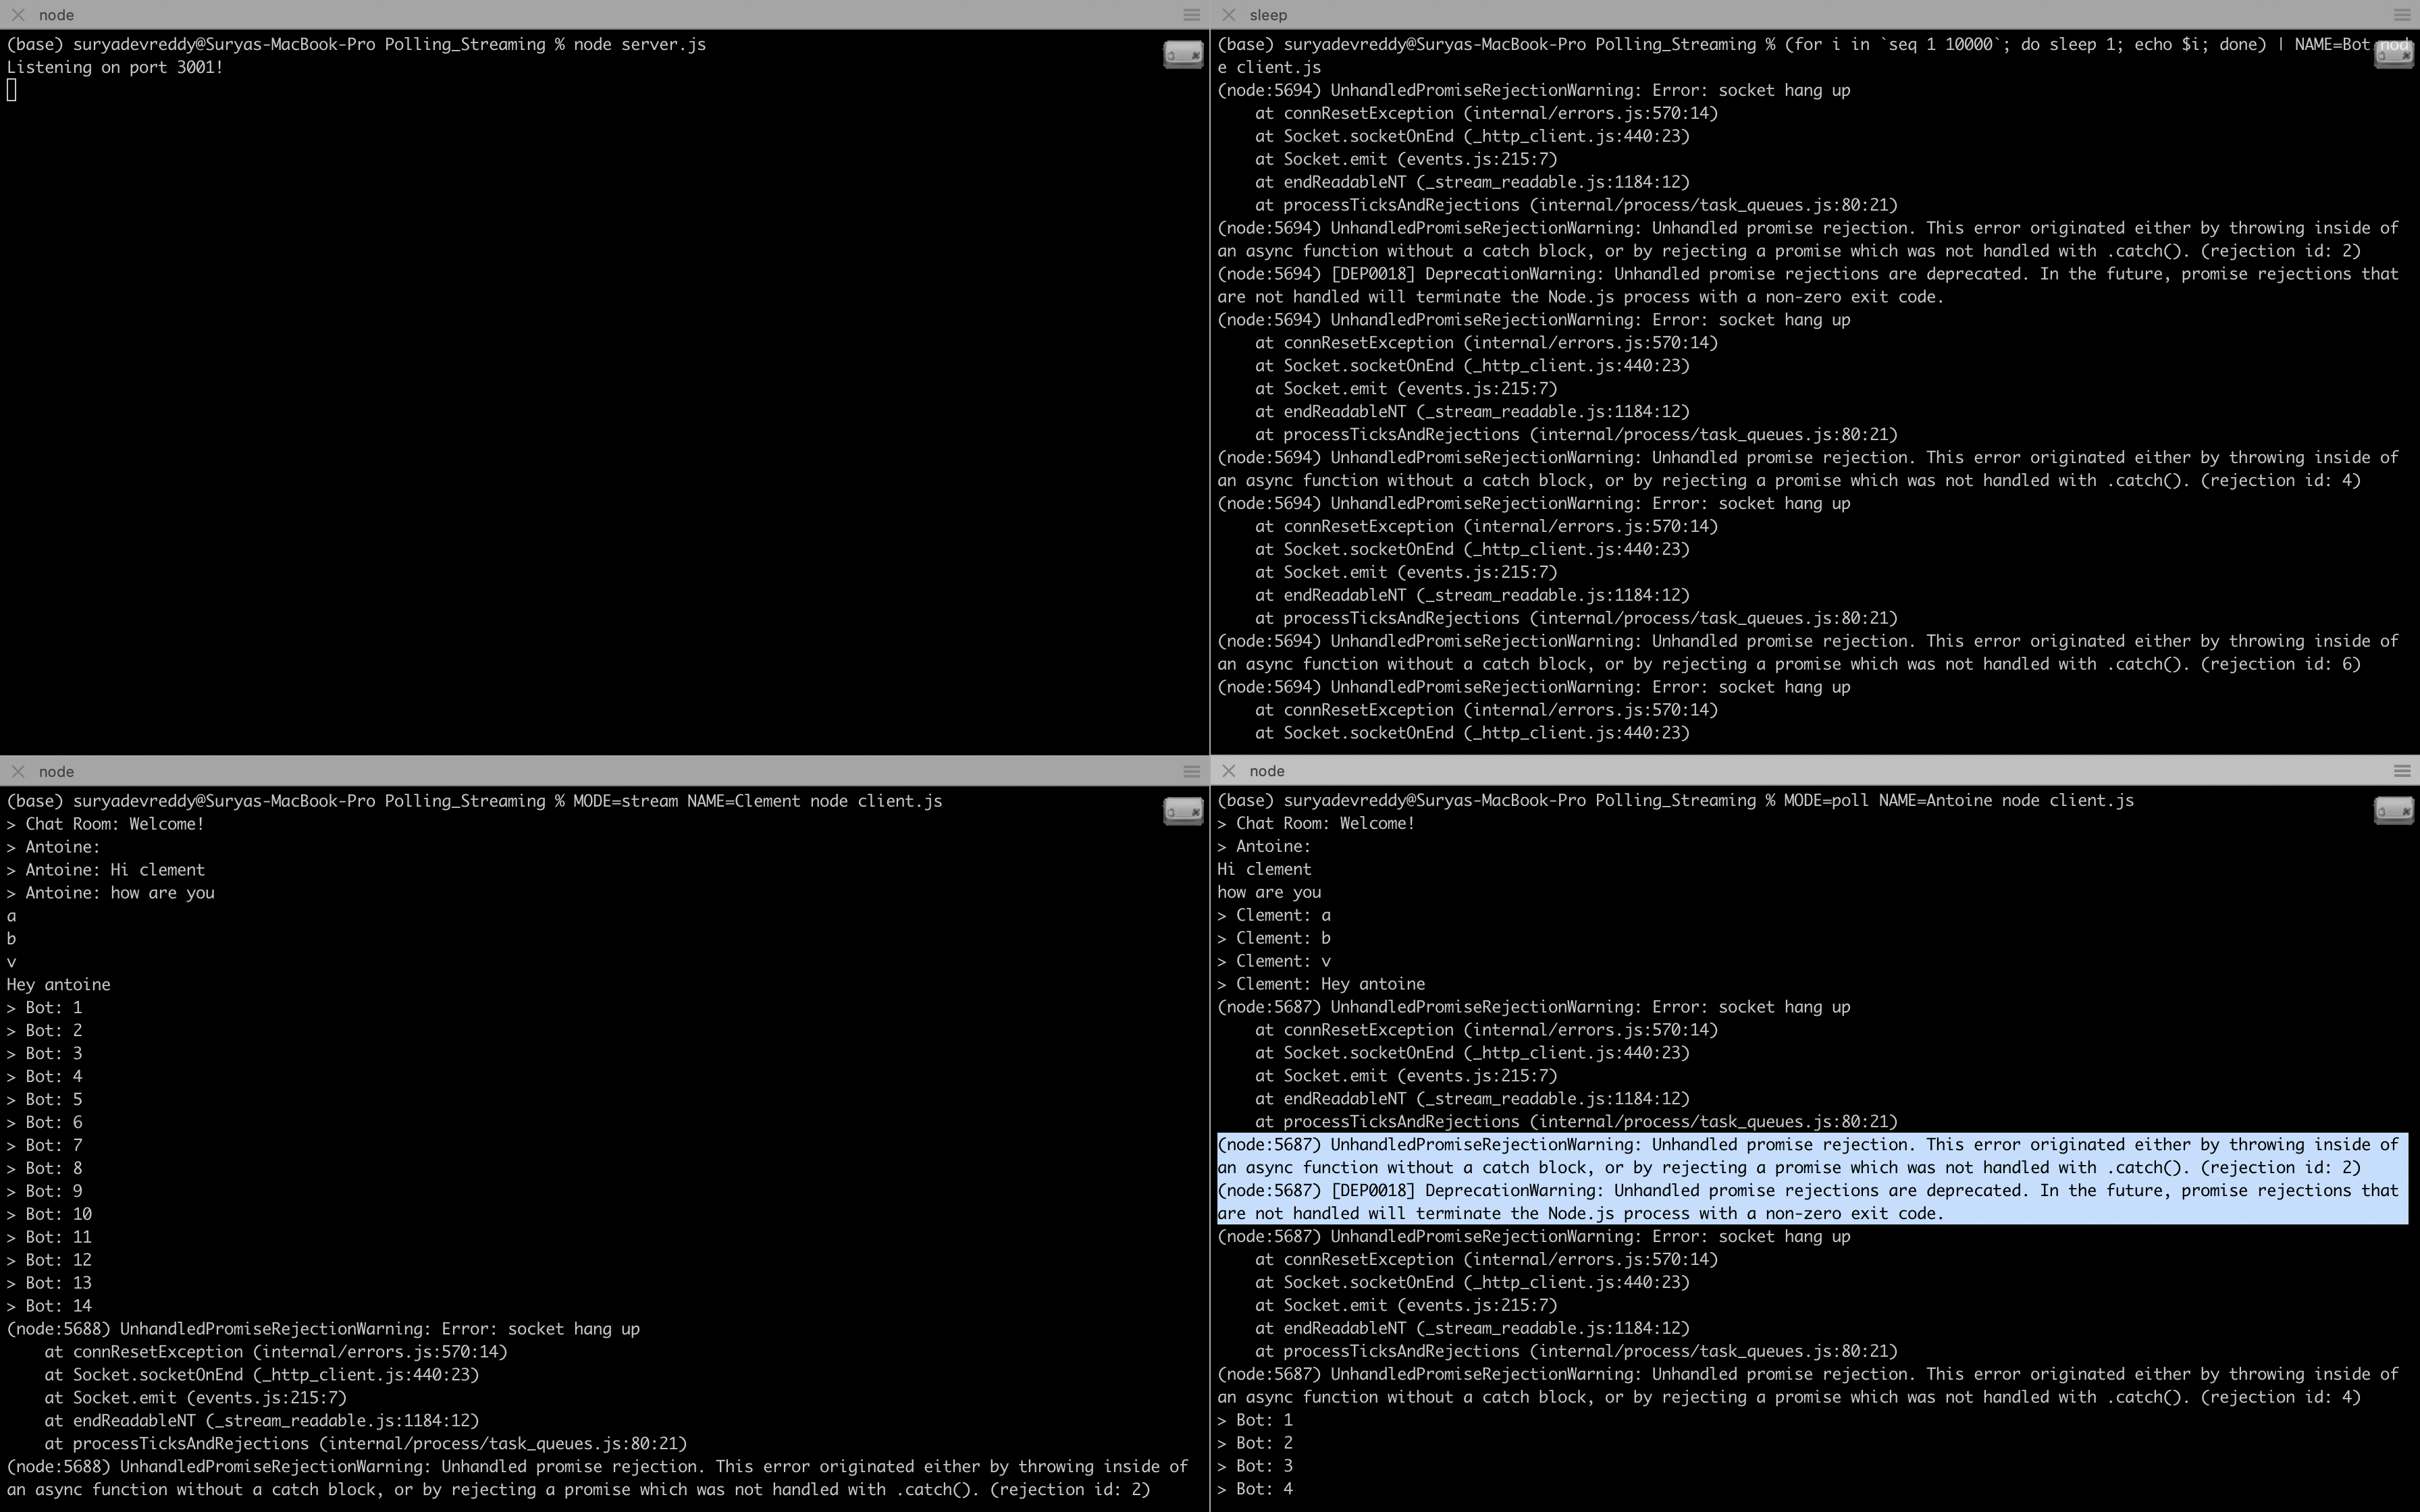 node
(base) suryadevreddy@Suryas-MacBook-Pro Polling_Streaming % node server.js
Listening on port 3001!
sleep
(base) suryadevreddy@Suryas-MacBook-Pro Polling_Streaming % (for i in `seq 1 10000`; do sleep 1; echo $i; done) | NAME=Bot nod
e client.js
(node:5694) UnhandledPromiseRejectionWarning: Error: socket hang up
    at connResetException (internal/errors.js:570:14)
    at Socket.socketOnEnd (_http_client.js:440:23)
    at Socket.emit (events.js:215:7)
    at endReadableNT (_stream_readable.js:1184:12)
    at processTicksAndRejections (internal/process/task_queues.js:80:21)
(node:5694) UnhandledPromiseRejectionWarning: Unhandled promise rejection. This error originated either by throwing inside of
an async function without a catch block, or by rejecting a promise which was not handled with .catch(). (rejection id: 2)
(node:5694) [DEP0018] DeprecationWarning: Unhandled promise rejections are deprecated. In the future, promise rejections that
are not handled will terminate the Node.js process with a non-zero exit code.
(node:5694) UnhandledPromiseRejectionWarning: Error: socket hang up
    at connResetException (internal/errors.js:570:14)
    at Socket.socketOnEnd (_http_client.js:440:23)
    at Socket.emit (events.js:215:7)
    at endReadableNT (_stream_readable.js:1184:12)
    at processTicksAndRejections (internal/process/task_queues.js:80:21)
(node:5694) UnhandledPromiseRejectionWarning: Unhandled promise rejection. This error originated either by throwing inside of
an async function without a catch block, or by rejecting a promise which was not handled with .catch(). (rejection id: 4)
(node:5694) UnhandledPromiseRejectionWarning: Error: socket hang up
    at connResetException (internal/errors.js:570:14)
    at Socket.socketOnEnd (_http_client.js:440:23)
    at Socket.emit (events.js:215:7)
    at endReadableNT (_stream_readable.js:1184:12)
    at processTicksAndRejections (internal/process/task_queues.js:80:21)
(node:5694) UnhandledPromiseRejectionWarning: Unhandled promise rejection. This error originated either by throwing inside of
an async function without a catch block, or by rejecting a promise which was not handled with .catch(). (rejection id: 6)
(node:5694) UnhandledPromiseRejectionWarning: Error: socket hang up
    at connResetException (internal/errors.js:570:14)
    at Socket.socketOnEnd (_http_client.js:440:23)
node
(base) suryadevreddy@Suryas-MacBook-Pro Polling_Streaming % MODE=stream NAME=Clement node client.js
> Chat Room: Welcome!
> Antoine:
> Antoine: Hi clement
> Antoine: how are you
a
b
v
Hey antoine
> Bot: 1
> Bot: 2
> Bot: 3
> Bot: 4
> Bot: 5
> Bot: 6
> Bot: 7
> Bot: 8
> Bot: 9
> Bot: 10
> Bot: 11
> Bot: 12
> Bot: 13
> Bot: 14
(node:5688) UnhandledPromiseRejectionWarning: Error: socket hang up
    at connResetException (internal/errors.js:570:14)
    at Socket.socketOnEnd (_http_client.js:440:23)
    at Socket.emit (events.js:215:7)
    at endReadableNT (_stream_readable.js:1184:12)
    at processTicksAndRejections (internal/process/task_queues.js:80:21)
(node:5688) UnhandledPromiseRejectionWarning: Unhandled promise rejection. This error originated either by throwing inside of
an async function without a catch block, or by rejecting a promise which was not handled with .catch(). (rejection id: 2)
node
(base) suryadevreddy@Suryas-MacBook-Pro Polling_Streaming % MODE=poll NAME=Antoine node client.js
> Chat Room: Welcome!
> Antoine:
Hi clement
how are you
> Clement: a
> Clement: b
> Clement: v
> Clement: Hey antoine
(node:5687) UnhandledPromiseRejectionWarning: Error: socket hang up
    at connResetException (internal/errors.js:570:14)
    at Socket.socketOnEnd (_http_client.js:440:23)
    at Socket.emit (events.js:215:7)
    at endReadableNT (_stream_readable.js:1184:12)
    at processTicksAndRejections (internal/process/task_queues.js:80:21)
(node:5687) UnhandledPromiseRejectionWarning: Unhandled promise rejection. This error originated either by throwing inside of
an async function without a catch block, or by rejecting a promise which was not handled with .catch(). (rejection id: 2)
(node:5687) [DEP0018] DeprecationWarning: Unhandled promise rejections are deprecated. In the future, promise rejections that
are not handled will terminate the Node.js process with a non-zero exit code.
(node:5687) UnhandledPromiseRejectionWarning: Error: socket hang up
    at connResetException (internal/errors.js:570:14)
    at Socket.socketOnEnd (_http_client.js:440:23)
    at Socket.emit (events.js:215:7)
    at endReadableNT (_stream_readable.js:1184:12)
    at processTicksAndRejections (internal/process/task_queues.js:80:21)
(node:5687) UnhandledPromiseRejectionWarning: Unhandled promise rejection. This error originated either by throwing inside of
an async function without a catch block, or by rejecting a promise which was not handled with .catch(). (rejection id: 4)
> Bot: 1
> Bot: 2
> Bot: 3
> Bot: 4